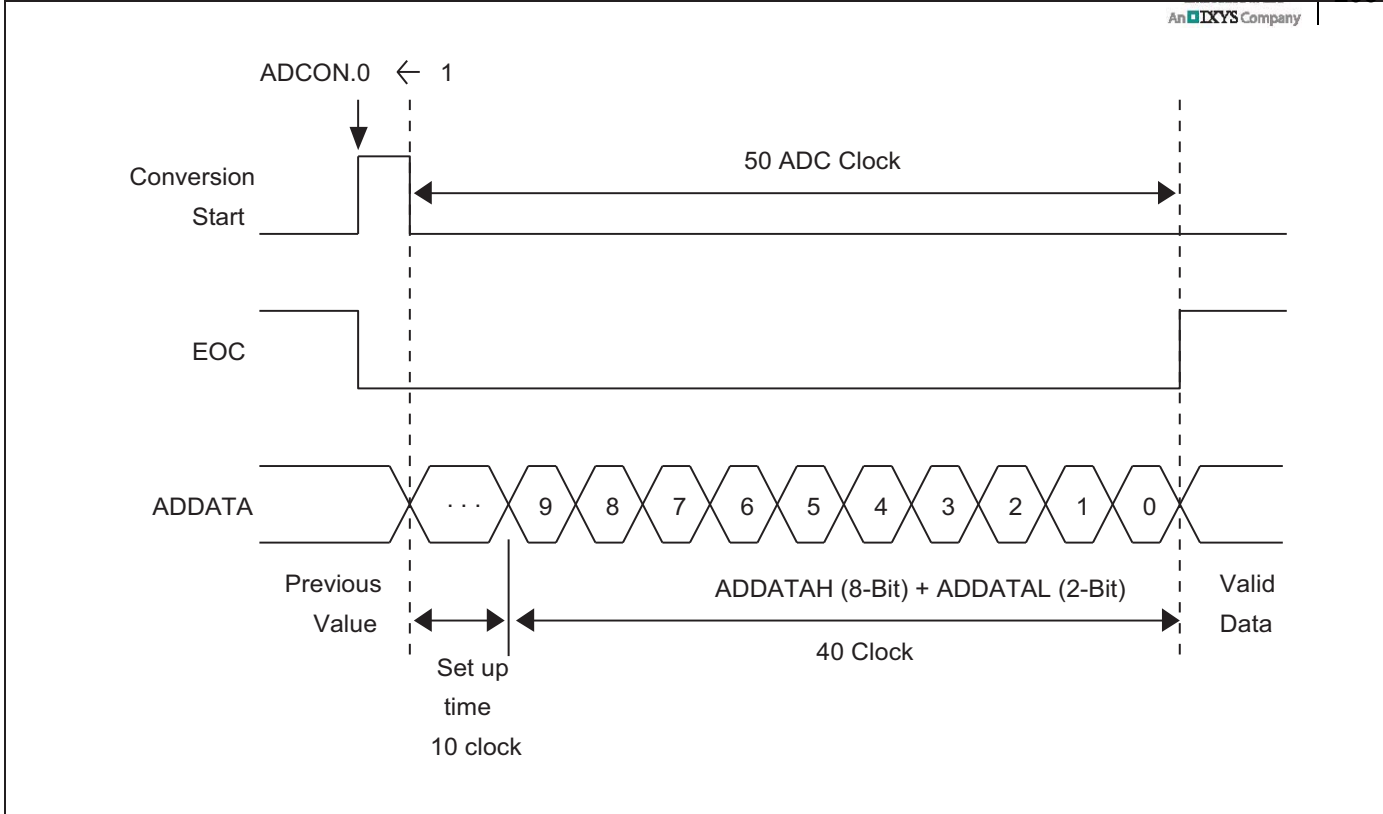 An IXYS Company
ADCON.0 ← 1
50 ADC Clock
Conversion
Start
EOC
ADDATA
· · ·
9
8
7
6
5
4
3
2
1
0
Previous
Value
ADDATAH (8-Bit) + ADDATAL (2-Bit)
Valid
Data
40 Clock
Set up
time
10 clock